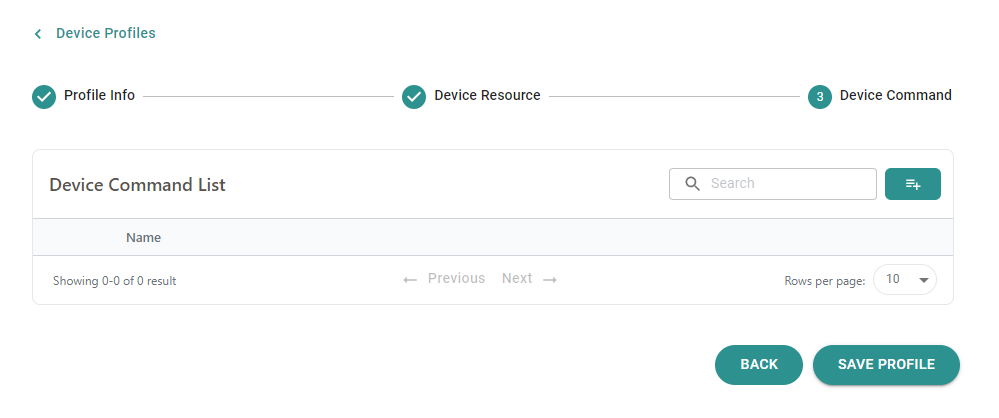 Device Profiles
Profile Info
Device Resource
3 Device Command
Device Command List
Search
Name
Showing 0-0 of 0 result
← Previous Next →
Rows per page: 10
BACK
SAVE PROFILE